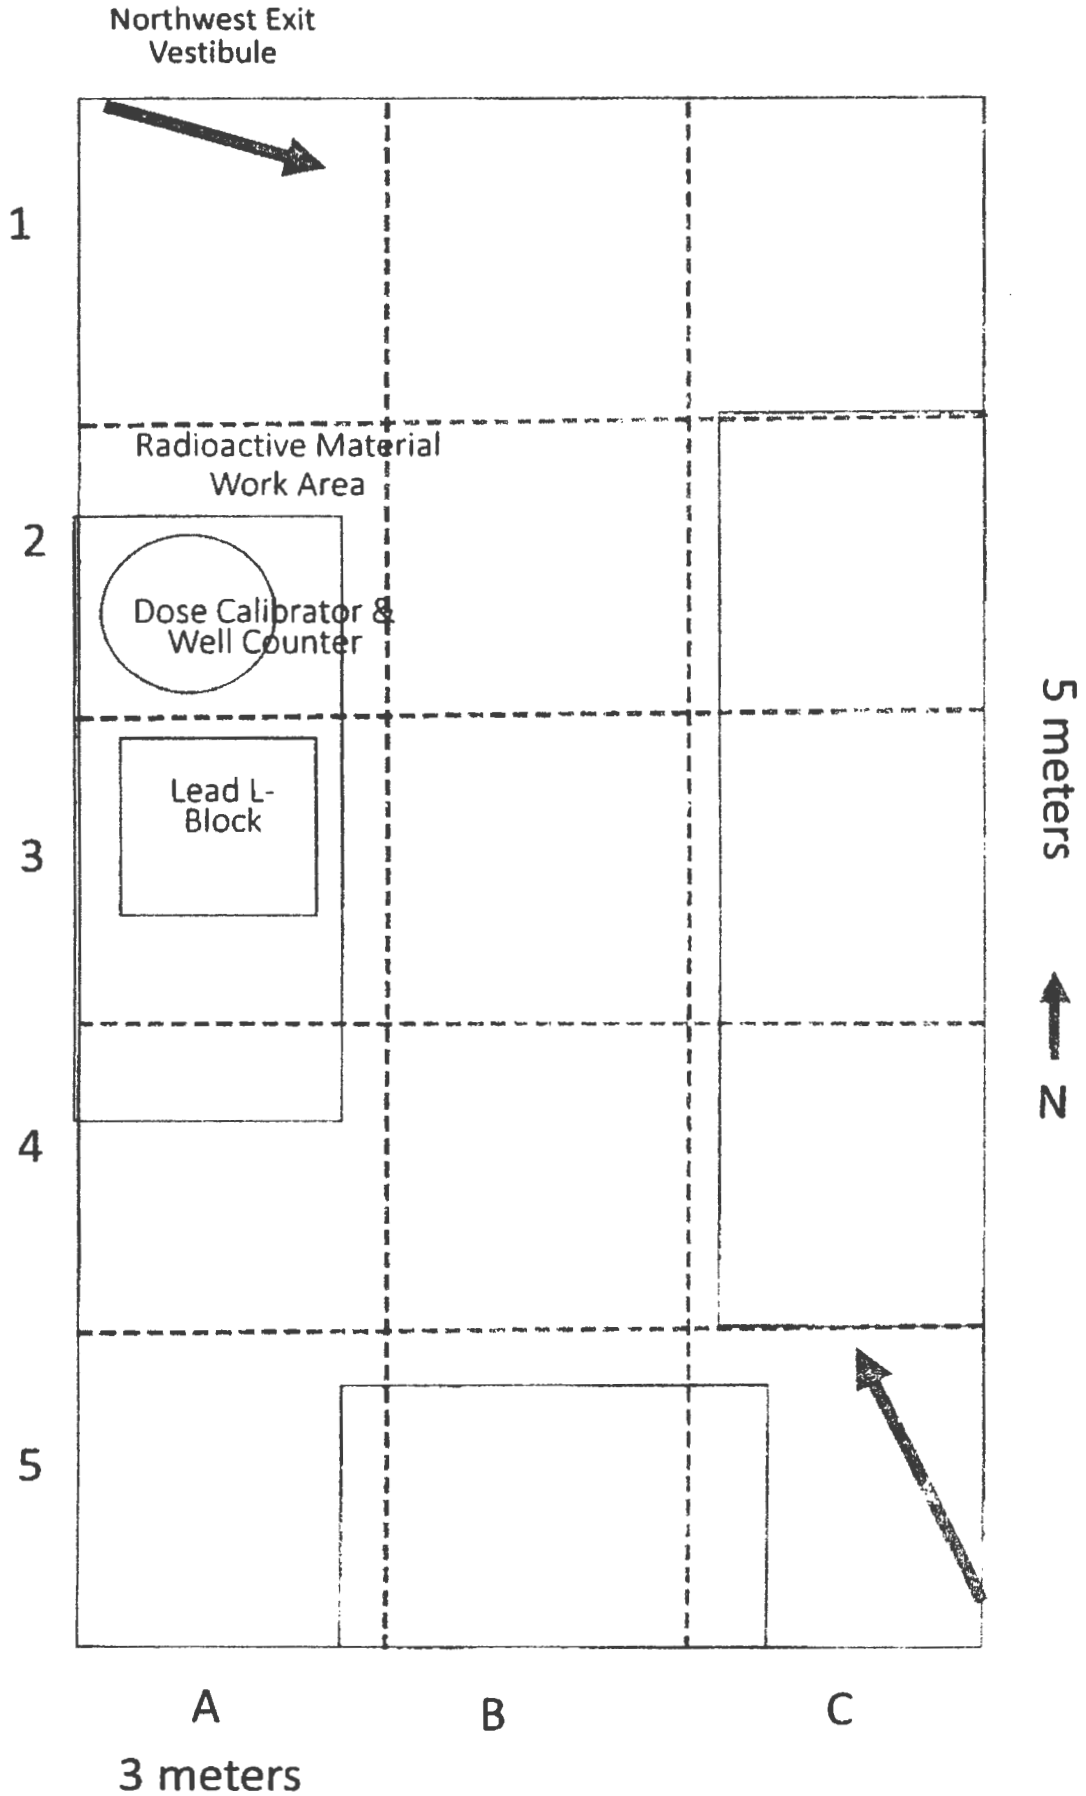 Northwest Exit
Vestibule
1
Radioactive Material
Work Area
2
Dose Calibrator &
Well Counter
Lead L-
Block
3
5 meters
N
4
5
A
B
C
3 meters